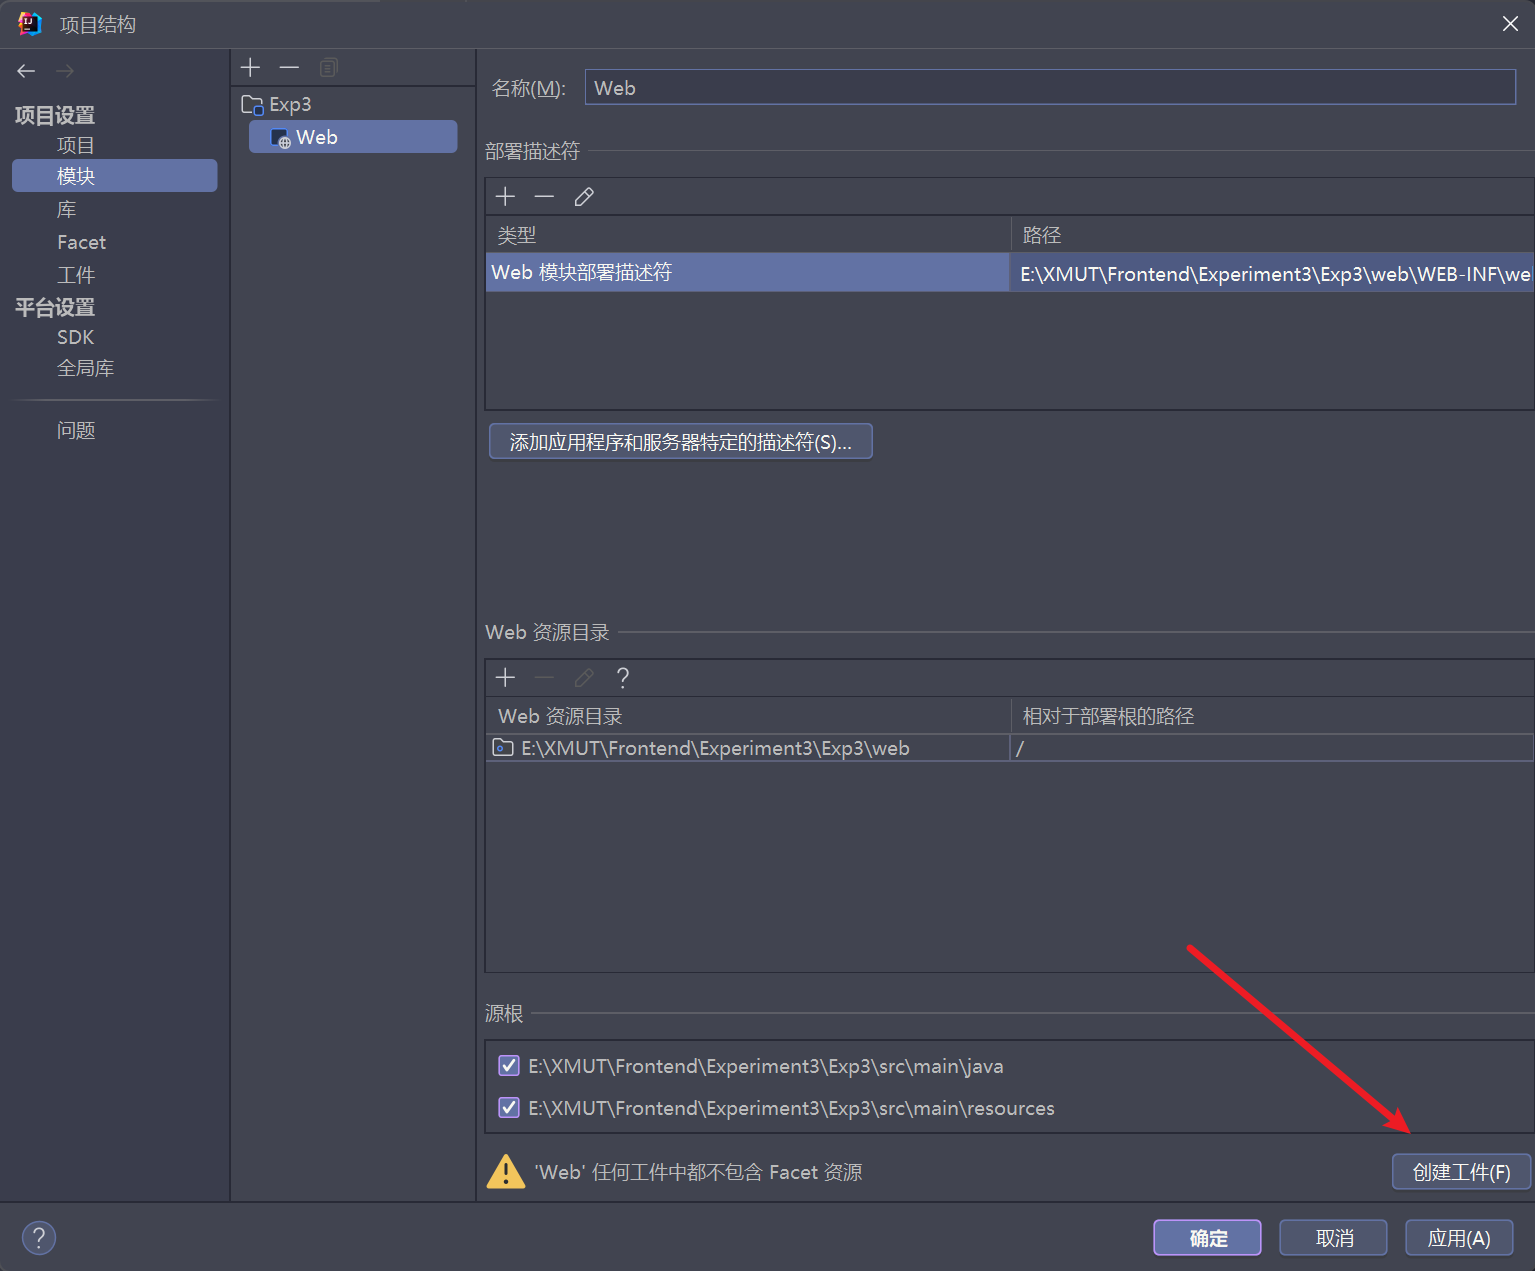 项目结构
项目设置
项目
模块
库
Facet
工件
平台设置
SDK
全局库
问题
Exp3
Web
名称(M):
Web
部署描述符
类型
路径
Web 模块部署描述符
E:\XMUT\Frontend\Experiment3\Exp3\web\WEB-INF\we
添加应用程序和服务器特定的描述符(S)...
Web 资源目录
?
Web 资源目录
相对于部署根的路径
E:\XMUT\Frontend\Experiment3\Exp3\web
/
源根
E:\XMUT\Frontend\Experiment3\Exp3\src\main\java
E:\XMUT\Frontend\Experiment3\Exp3\src\main\resources
'Web' 任何工件中都不包含 Facet 资源
创建工件(F)
?
确定
取消
应用(A)